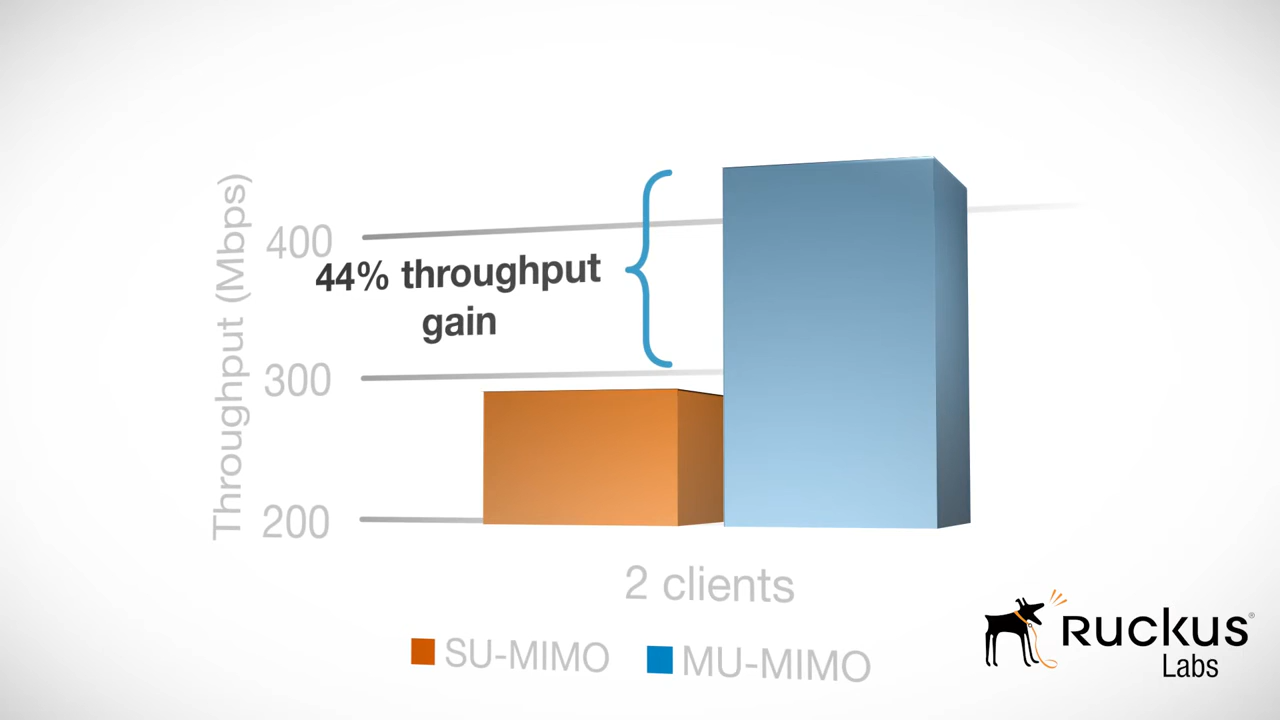 Throughput (Mbps)
400
44% throughput
gain
300
200
2 clients
SU-MIMO
MU-MIMO
Ruckus®
Labs